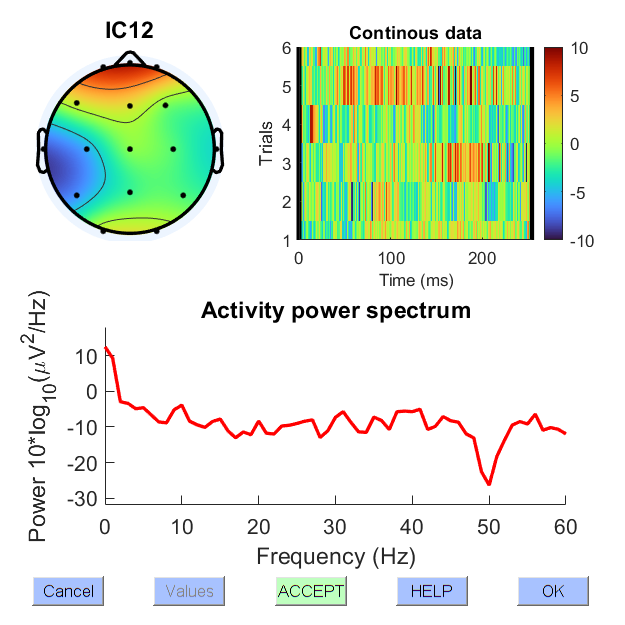 IC12
Continous data
Trials
6
5
4
3
2
1
0
100
200
Time (ms)
10
5
0
-5
-10
Activity power spectrum
Power 10*log10(μV2/Hz)
10
0
-10
-20
-30
0
10
20
30
40
50
60
Frequency (Hz)
Cancel
Values
ACCEPT
HELP
OK